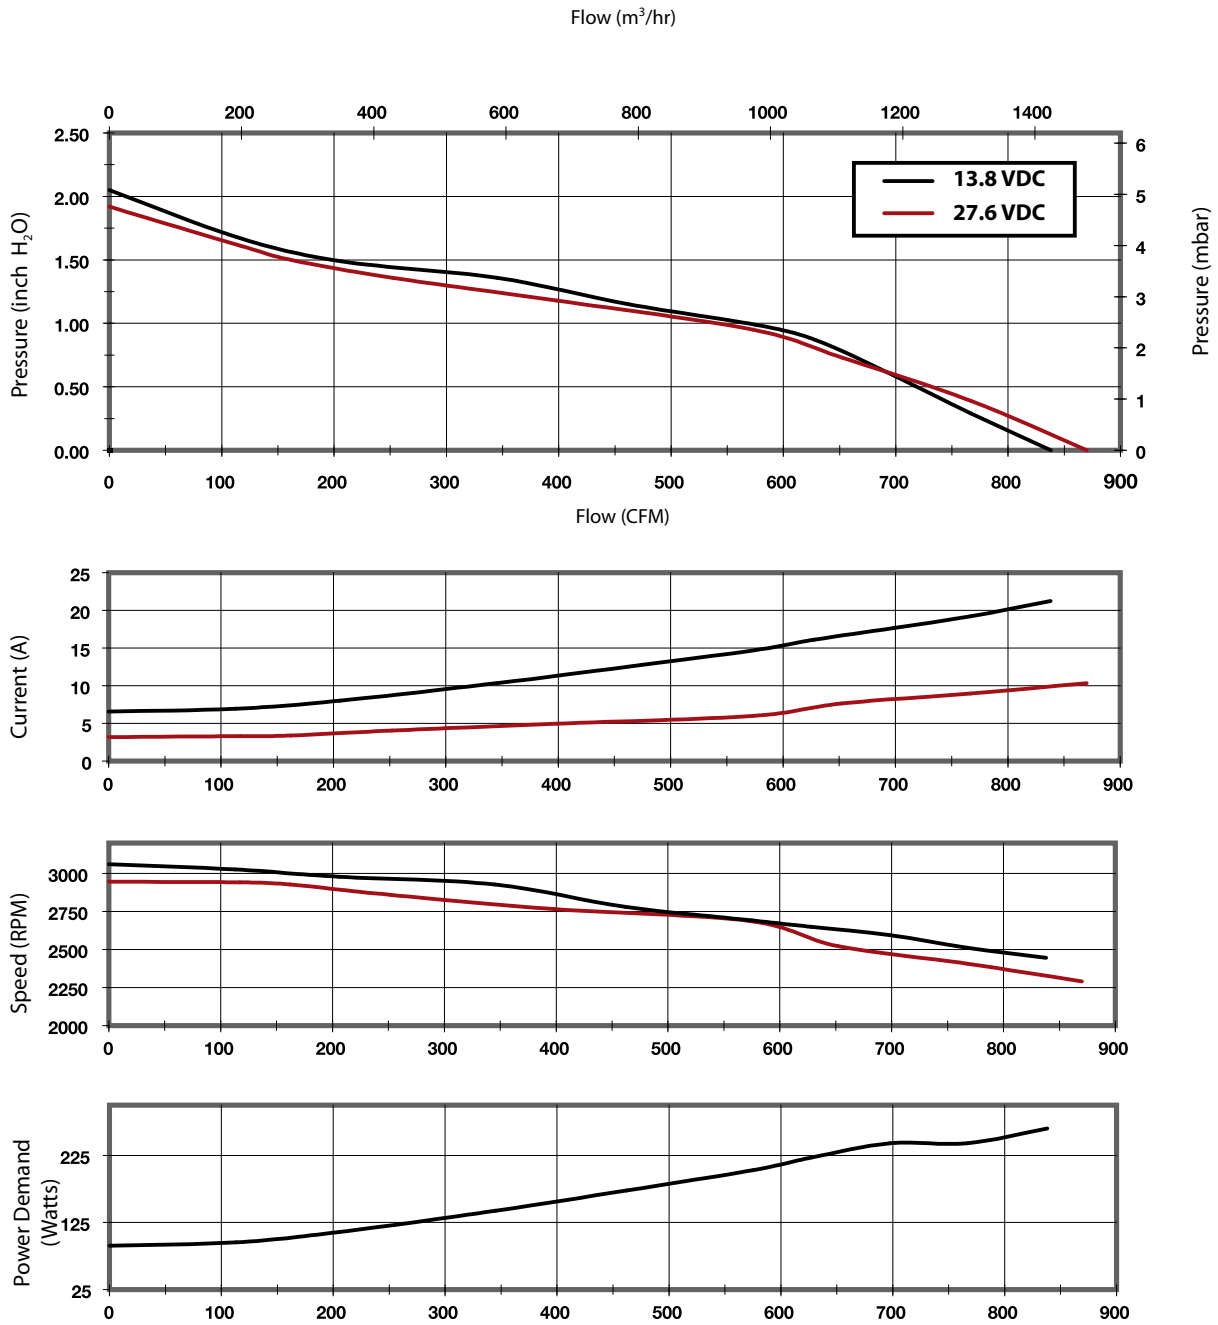 Flow (m³/hr)
0 200 400 600 800 1000 1200 1400
2.50
2.00
1.50
1.00
0.50
0.00
Pressure (inch H₂O)
6
5
4
3
2
1
0
Pressure (mbar)
13.8 VDC
27.6 VDC
0 100 200 300 400 500 600 700 800 900
Flow (CFM)
25
20
15
10
5
0
Current (A)
0 100 200 300 400 500 600 700 800 900
3000
2750
2500
2250
2000
Speed (RPM)
0 100 200 300 400 500 600 700 800 900
225
125
25
Power Demand
(Watts)
0 100 200 300 400 500 600 700 800 900